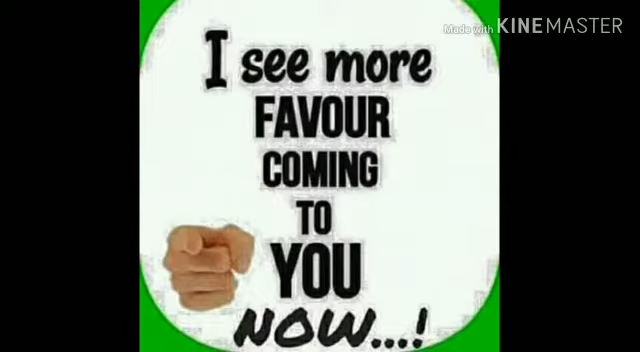 Made with KINEMASTER
I see more
FAVOUR
COMING
TO
YOU
NOW...!